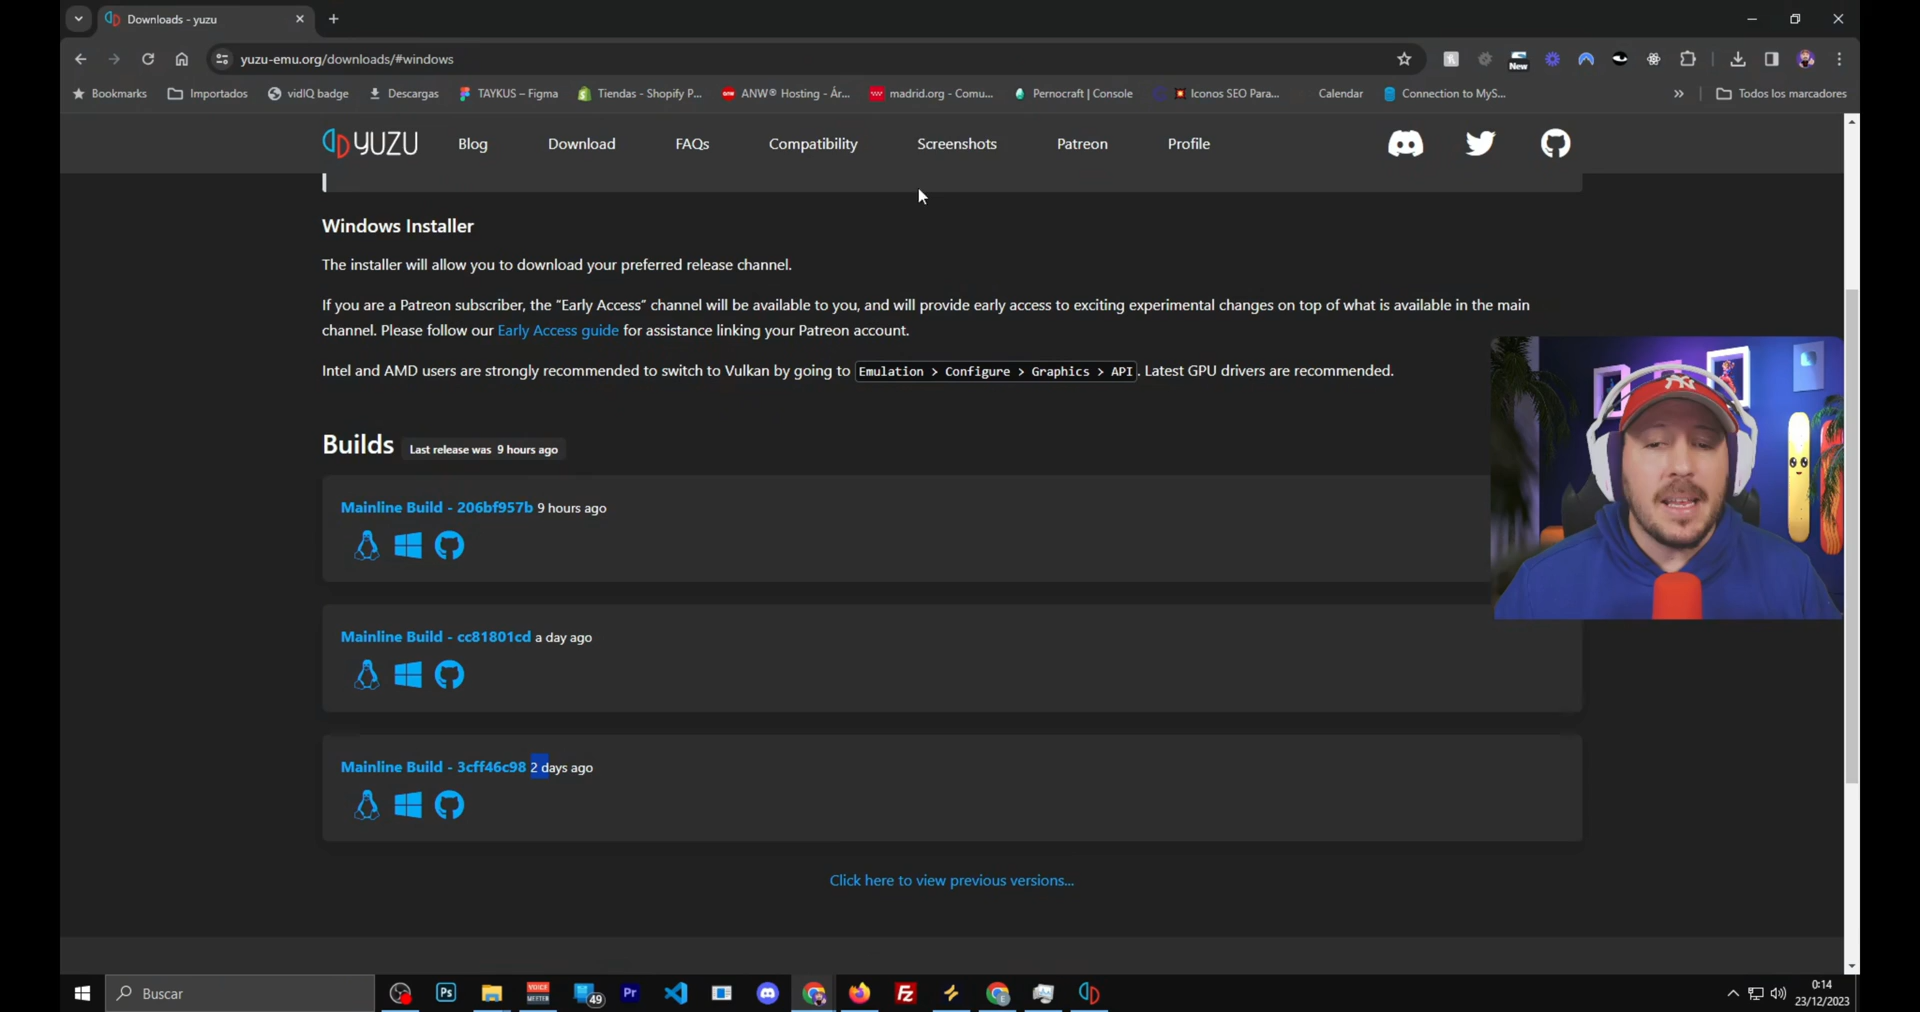 Downloads - yuzu
yuzu-emu.org/downloads/#windows
New
Bookmarks
Importados
vidIQ badge
Descargas
TAYKUS – Figma
Tiendas - Shopify P...
ANW® Hosting - Ár...
madrid.org - Comu...
Pernocraft | Console
Iconos SEO Para...
Calendar
Connection to MyS...
»
Todos los marcadores
YUZU
Blog
Download
FAQs
Compatibility
Screenshots
Patreon
Profile
Windows Installer
The installer will allow you to download your preferred release channel.
If you are a Patreon subscriber, the “Early Access” channel will be available to you, and will provide early access to exciting experimental changes on top of what is available in the main
channel. Please follow our Early Access guide for assistance linking your Patreon account.
Intel and AMD users are strongly recommended to switch to Vulkan by going to Emulation > Configure > Graphics > API. Latest GPU drivers are recommended.
Builds Last release was 9 hours ago
Mainline Build - 206bf957b 9 hours ago
Mainline Build - cc81801cd a day ago
Mainline Build - 3cff46c98 2 days ago
Click here to view previous versions...
Buscar
Ps
VOICE
MEETER
49
Pr
FZ
E
0:14
23/12/2023